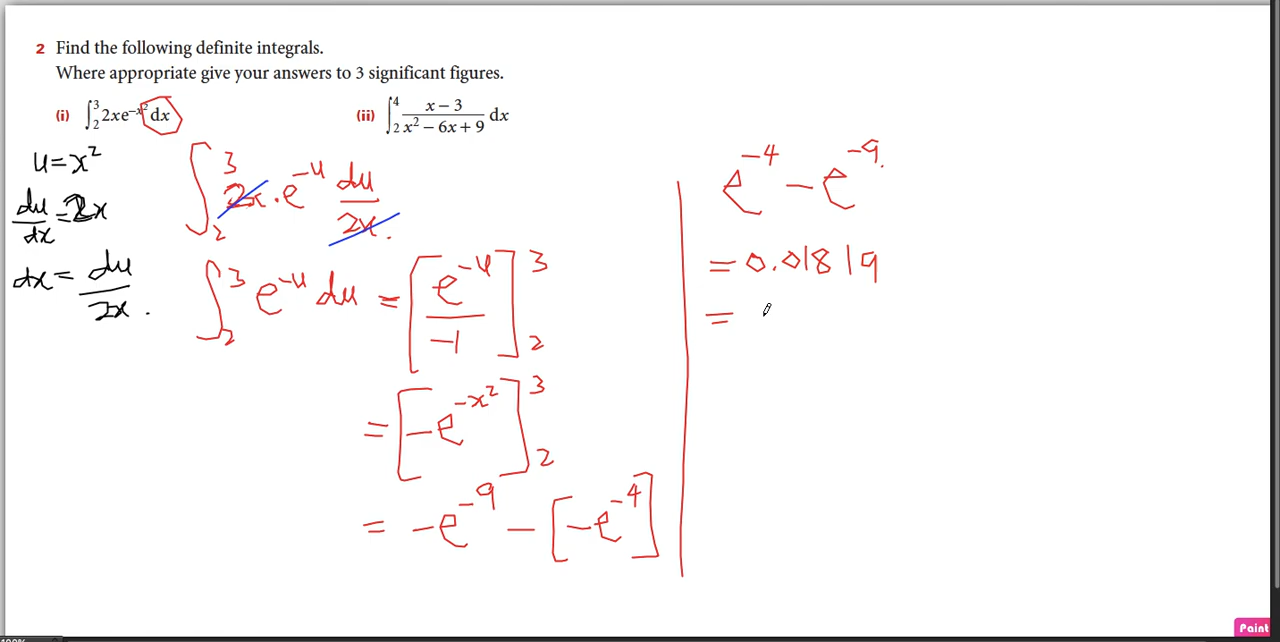 2 Find the following definite integrals.
Where appropriate give your answers to 3 significant figures.
(i) ∫₂³ 2xe^(-x²) dx (ii) ∫₂⁴ (x − 3)/(x² − 6x + 9) dx
u = x²
du/dx = 2x
dx = du/2x .
∫₂³ 2x . e^(-u) du/2x .
∫₂³ e^(-u) du = [e^(-u)/-1]₂³
= [-e^(-x²)]₂³
= -e^(-9) - [-e^(-4)]
e^(-4) - e^(-9) .
= 0.01819
=
Paint